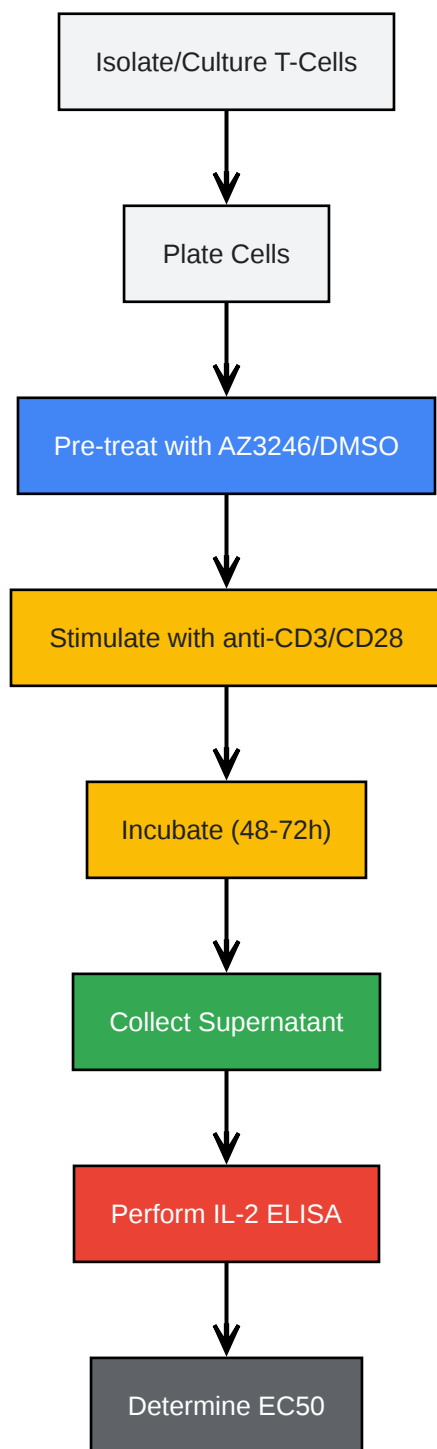 Isolate/Culture T-Cells
Plate Cells
Pre-treat with AZ3246/DMSO
Stimulate with anti-CD3/CD28
Incubate (48-72h)
Collect Supernatant
Perform IL-2 ELISA
Determine EC50